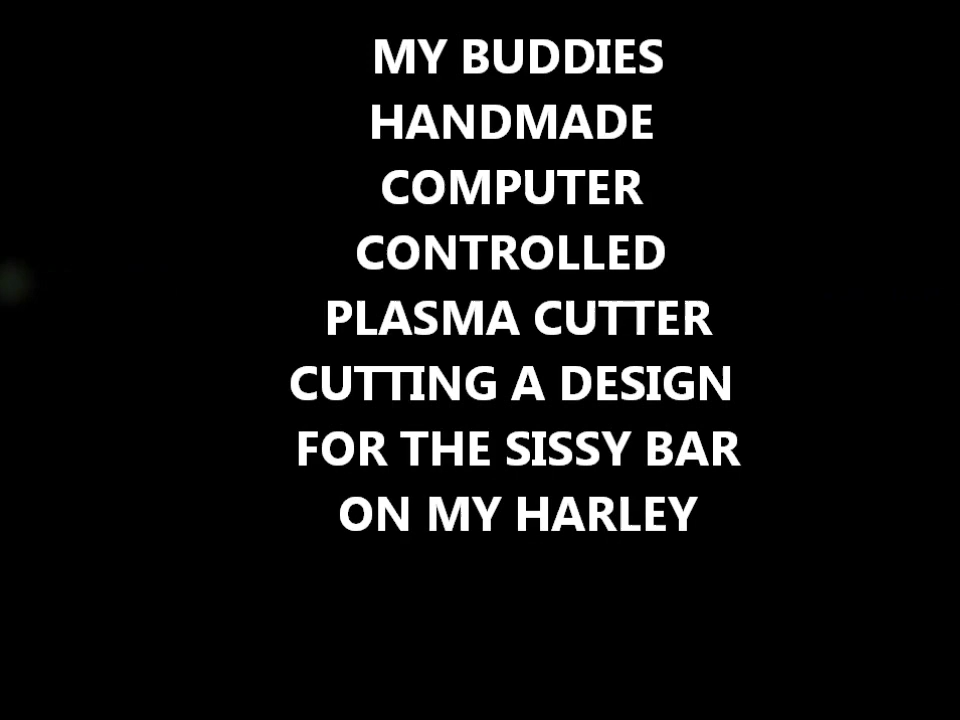 MY BUDDIES
HANDMADE
COMPUTER
CONTROLLED
PLASMA CUTTER
CUTTING A DESIGN
FOR THE SISSY BAR
ON MY HARLEY